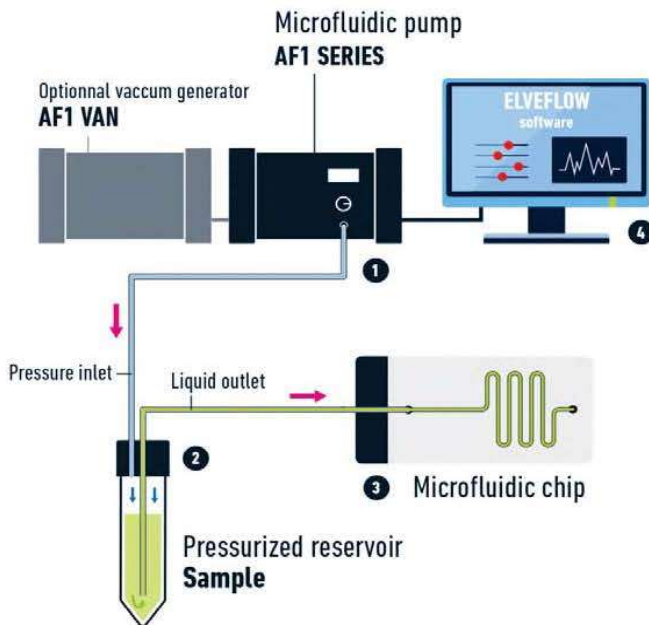 Microfluidic pump
AF1 SERIES
Optionnal vaccum generator
AF1 VAN
ELVEFLOW
software
4
1
Pressure inlet
Liquid outlet
2
3
Microfluidic chip
Pressurized reservoir
Sample